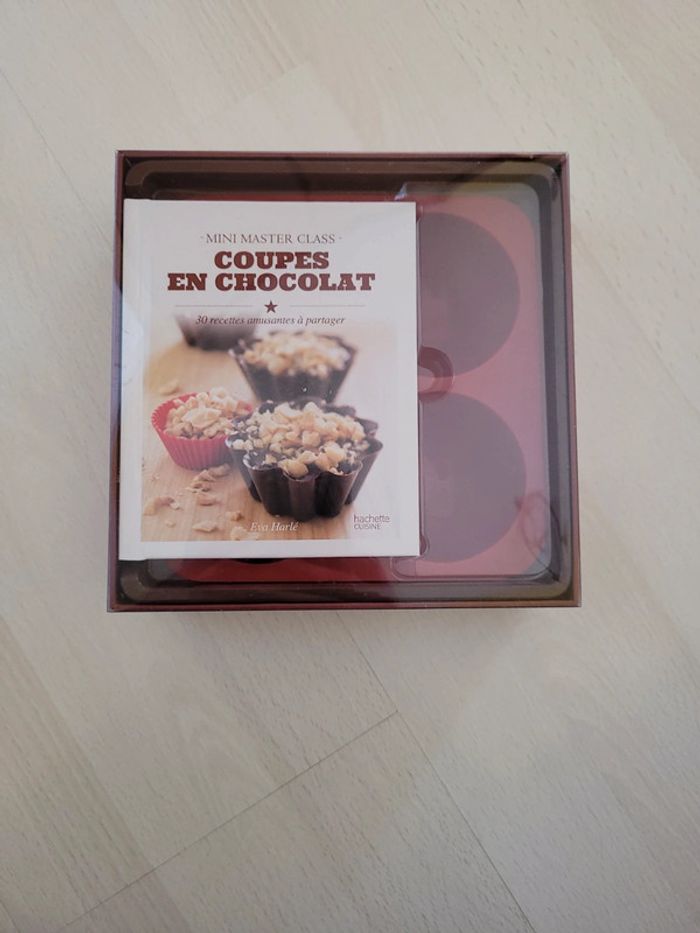 - MINI MASTER CLASS -
COUPES
EN CHOCOLAT
30 recettes amusantes à partager
Eva Harlé
hachette
CUISINE